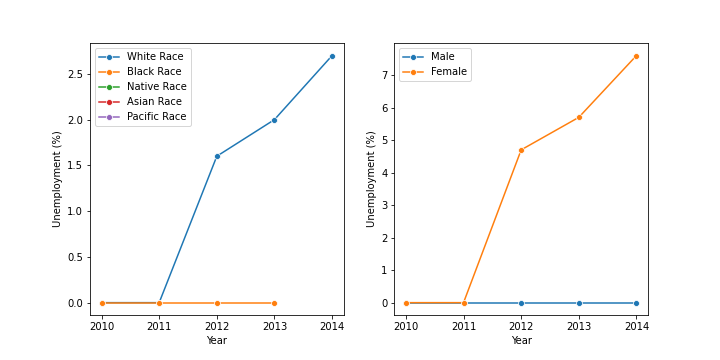 White Race
Black Race
Native Race
Asian Race
Pacific Race
Unemployment (%)
2.5
2.0
1.5
1.0
0.5
0.0
2010 2011 2012 2013 2014
Year
Male
Female
Unemployment (%)
7
6
5
4
3
2
1
0
2010 2011 2012 2013 2014
Year